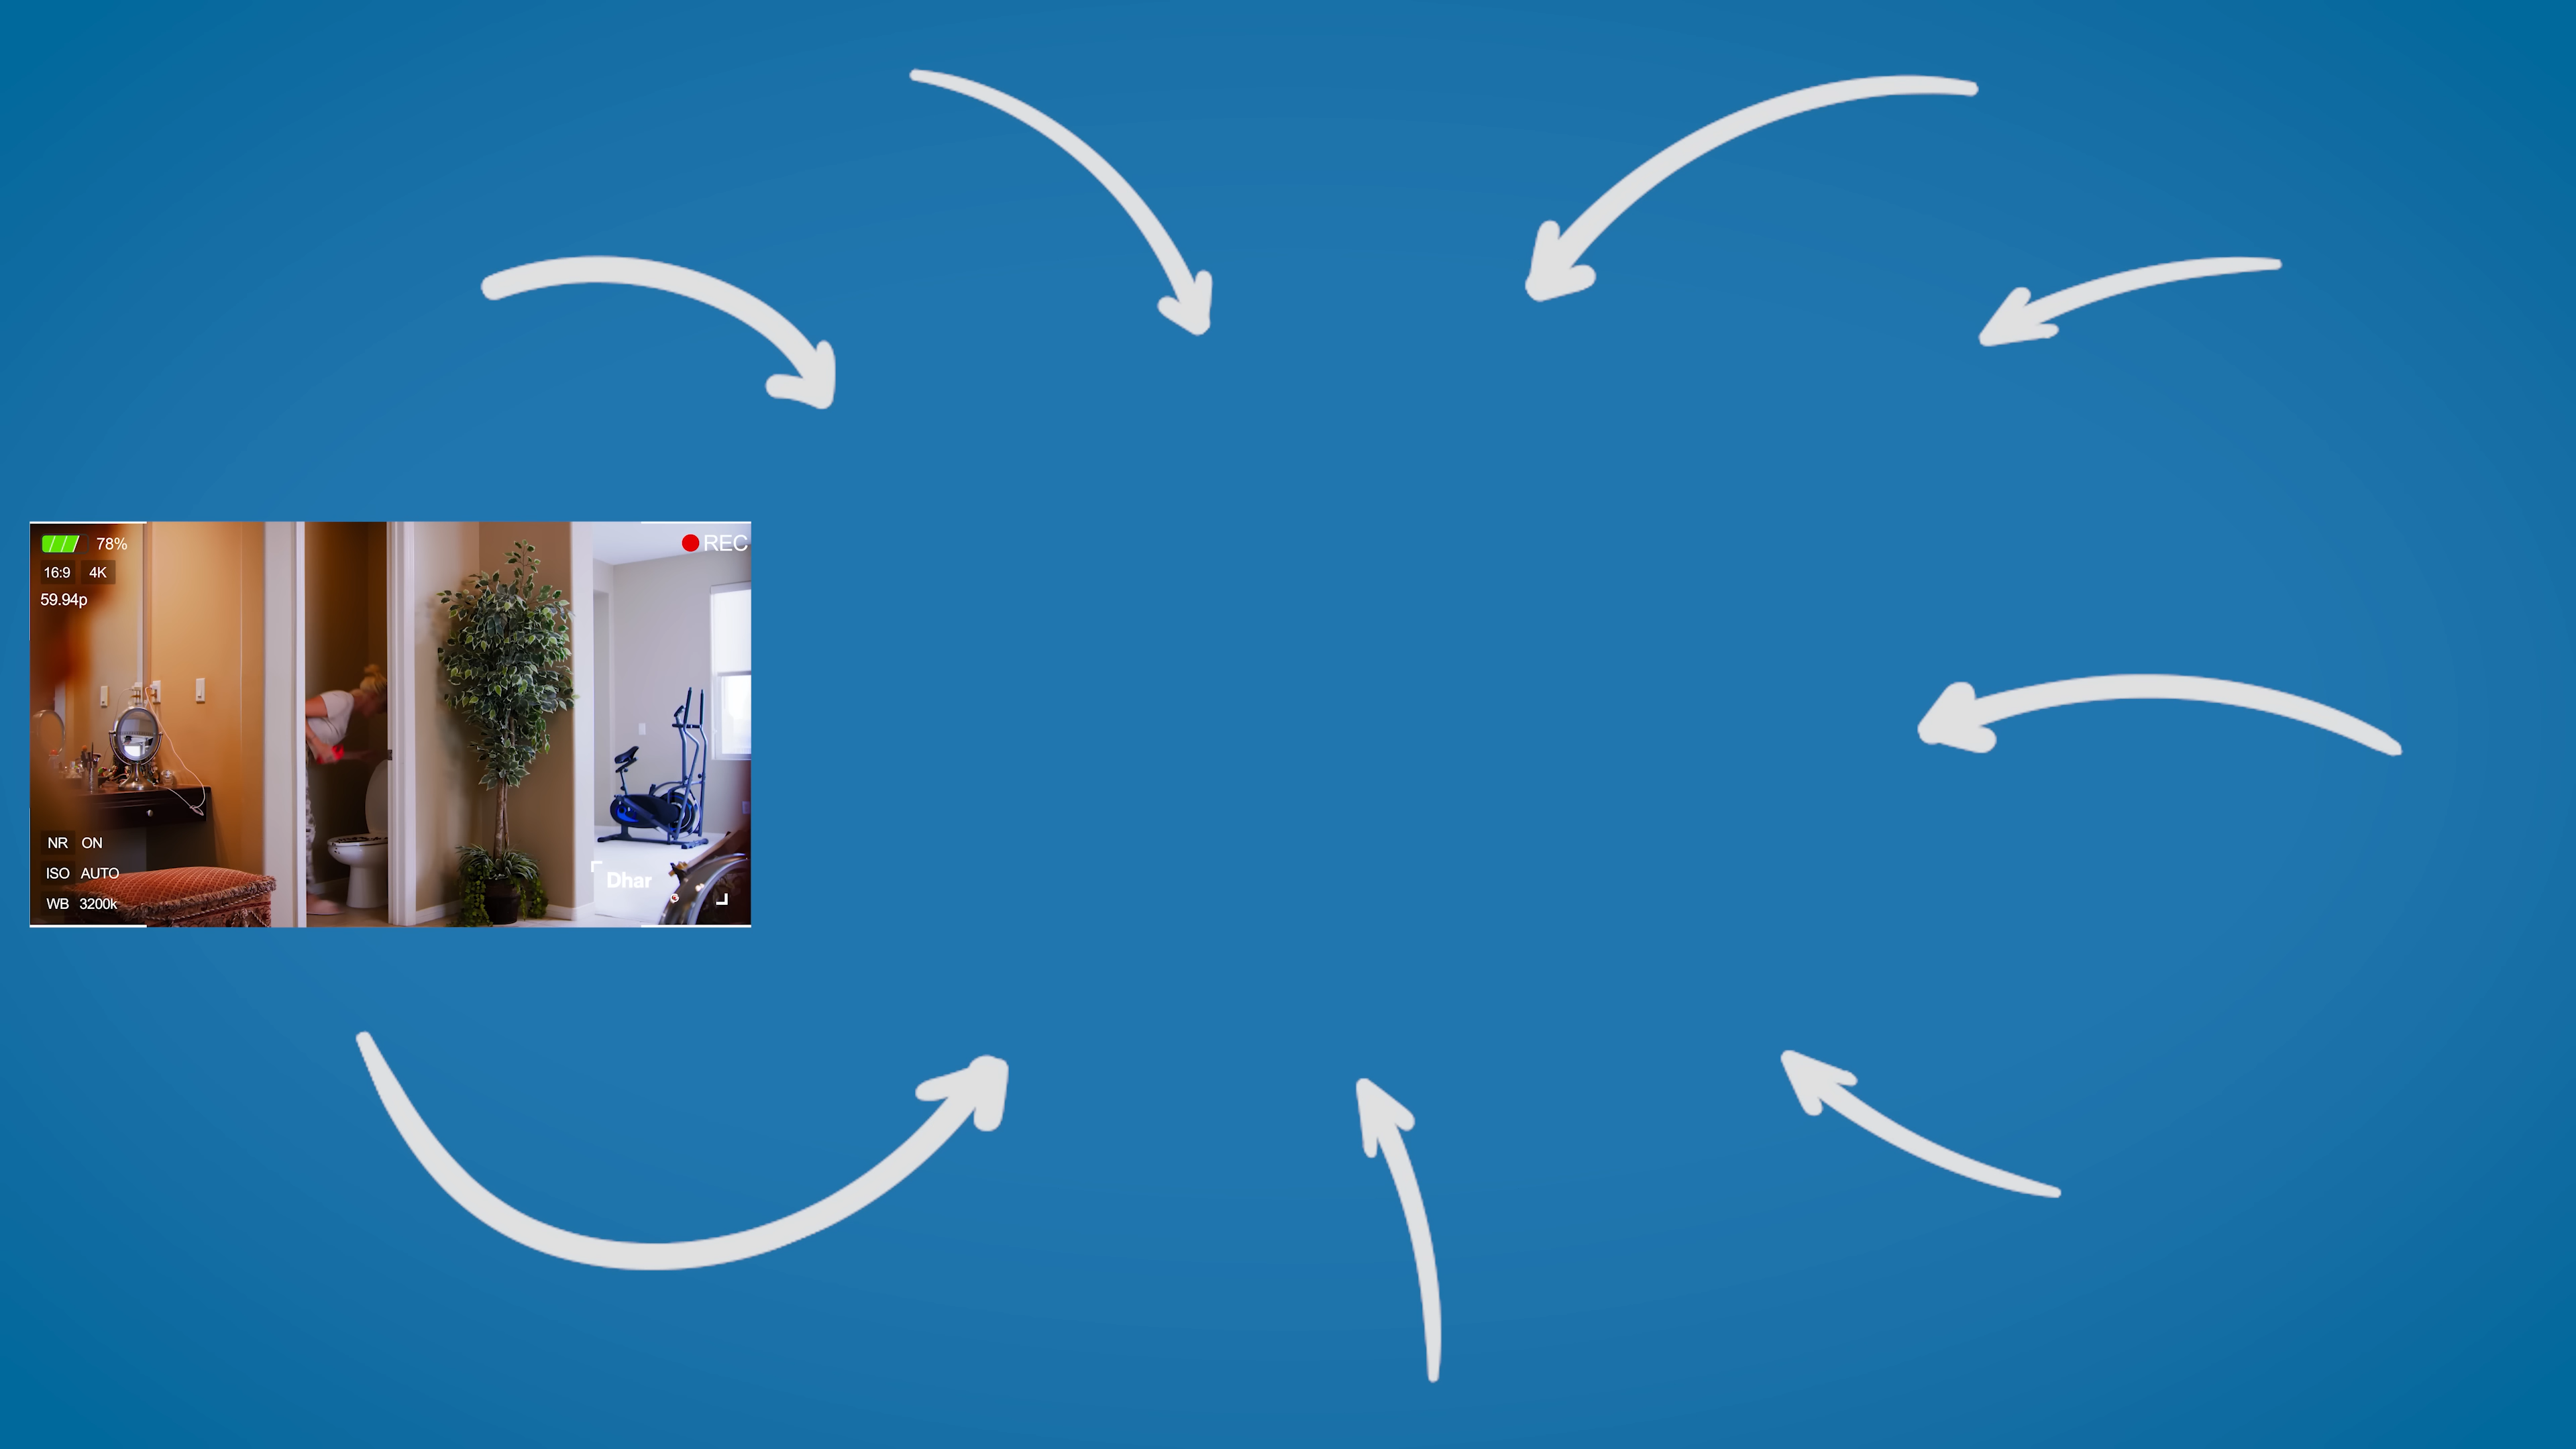 78%
REC
16:9 4K
59.94p
NR ON
ISO AUTO
WB 3200k
Dhar